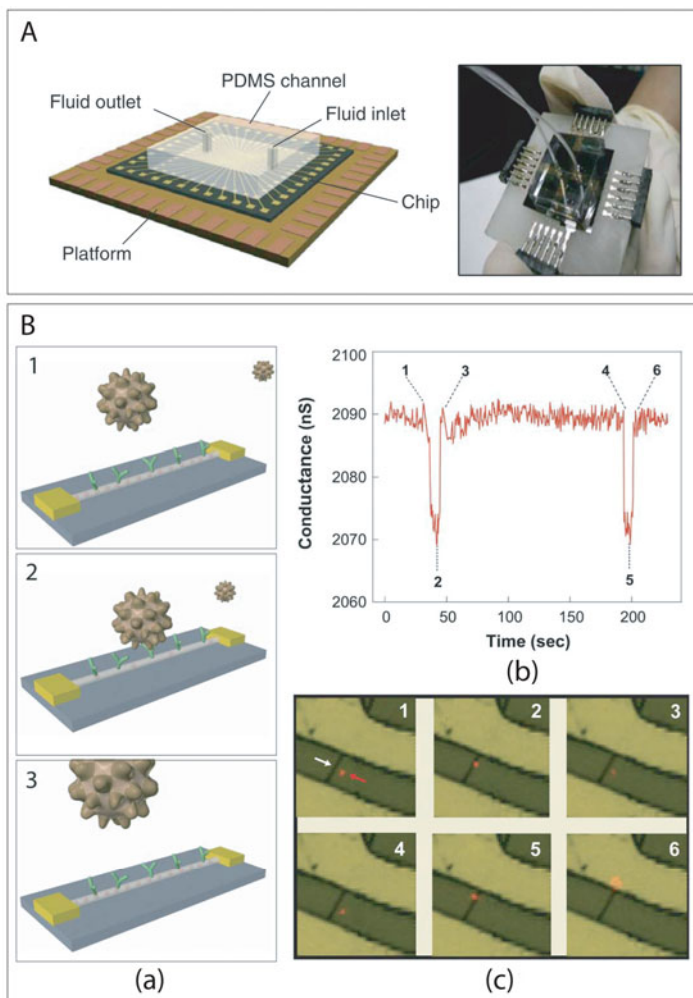 A
PDMS channel
Fluid outlet
Fluid inlet
Chip
Platform
B
1
2
3
(a)
2100
2090
2080
2070
2060
Conductance (nS)
1
3
4
6
2
5
0
50
100
150
200
Time (sec)
(b)
1
2
3
4
5
6
(c)